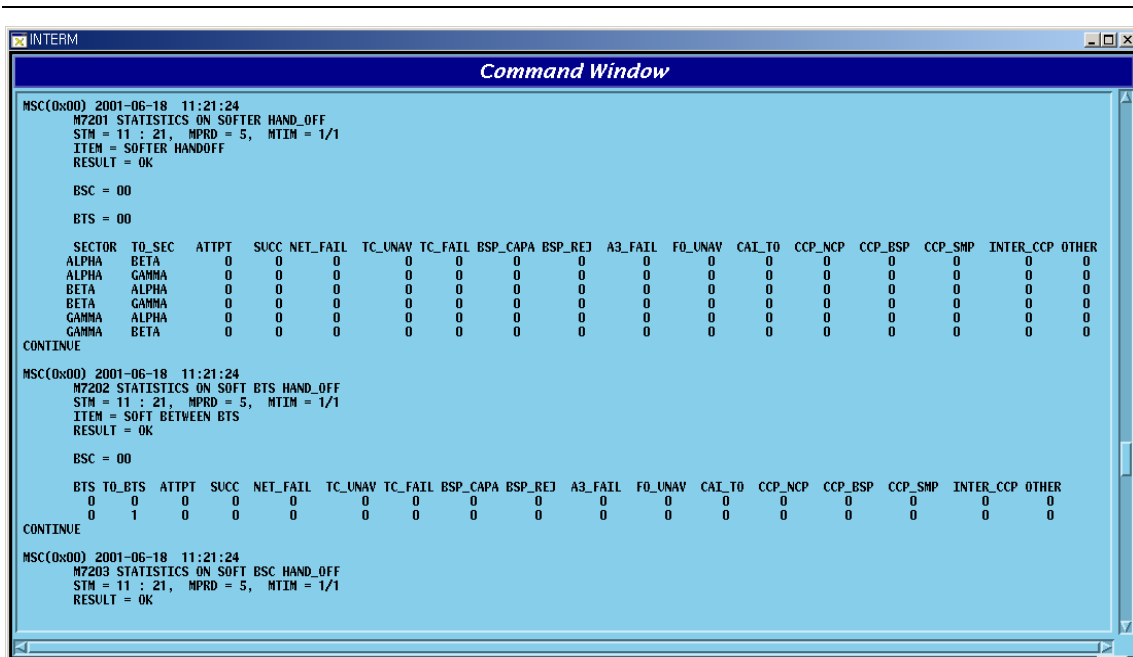 INTERM
Command Window
MSC(0x00) 2001-06-18 11:21:24
M7201 STATISTICS ON SOFTER HAND_OFF
STM = 11 : 21, MPRD = 5, MTIM = 1/1
ITEM = SOFTER HANDOFF
RESULT = OK
BSC = 00
BTS = 00
SECTOR TO_SEC ATTPT SUCC NET_FAIL TC_UNAV TC_FAIL BSP_CAPA BSP_REJ A3_FAIL FO_UNAV CAI_TO CCP_NCP CCP_BSP CCP_SMP INTER_CCP OTHER
ALPHA BETA 0 0 0 0 0 0 0 0 0 0 0 0 0 0 0
ALPHA GAMMA 0 0 0 0 0 0 0 0 0 0 0 0 0 0 0
BETA ALPHA 0 0 0 0 0 0 0 0 0 0 0 0 0 0 0
BETA GAMMA 0 0 0 0 0 0 0 0 0 0 0 0 0 0 0
GAMMA ALPHA 0 0 0 0 0 0 0 0 0 0 0 0 0 0 0
GAMMA BETA 0 0 0 0 0 0 0 0 0 0 0 0 0 0 0
CONTINUE
MSC(0x00) 2001-06-18 11:21:24
M7202 STATISTICS ON SOFT BTS HAND_OFF
STM = 11 : 21, MPRD = 5, MTIM = 1/1
ITEM = SOFT BETWEEN BTS
RESULT = OK
BSC = 00
BTS TO_BTS ATTPT SUCC NET_FAIL TC_UNAV TC_FAIL BSP_CAPA BSP_REJ A3_FAIL FO_UNAV CAI_TO CCP_NCP CCP_BSP CCP_SMP INTER_CCP OTHER
0 0 0 0 0 0 0 0 0 0 0 0 0 0 0 0 0
0 1 0 0 0 0 0 0 0 0 0 0 0 0 0 0 0
CONTINUE
MSC(0x00) 2001-06-18 11:21:24
M7203 STATISTICS ON SOFT BSC HAND_OFF
STM = 11 : 21, MPRD = 5, MTIM = 1/1
RESULT = OK